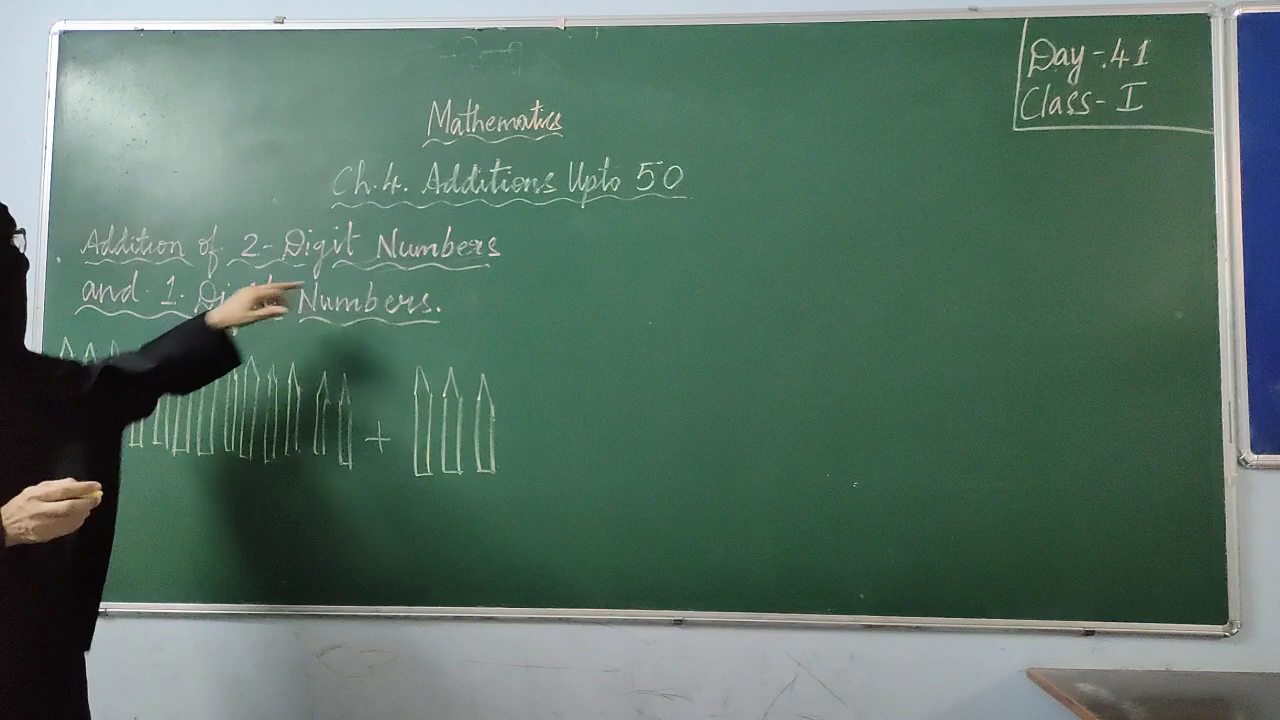 Day-:41
Class- I
Mathematics
Ch.4. Additions Upto 50
Addition of 2-Digit Numbers
and 1. Numbers.
+